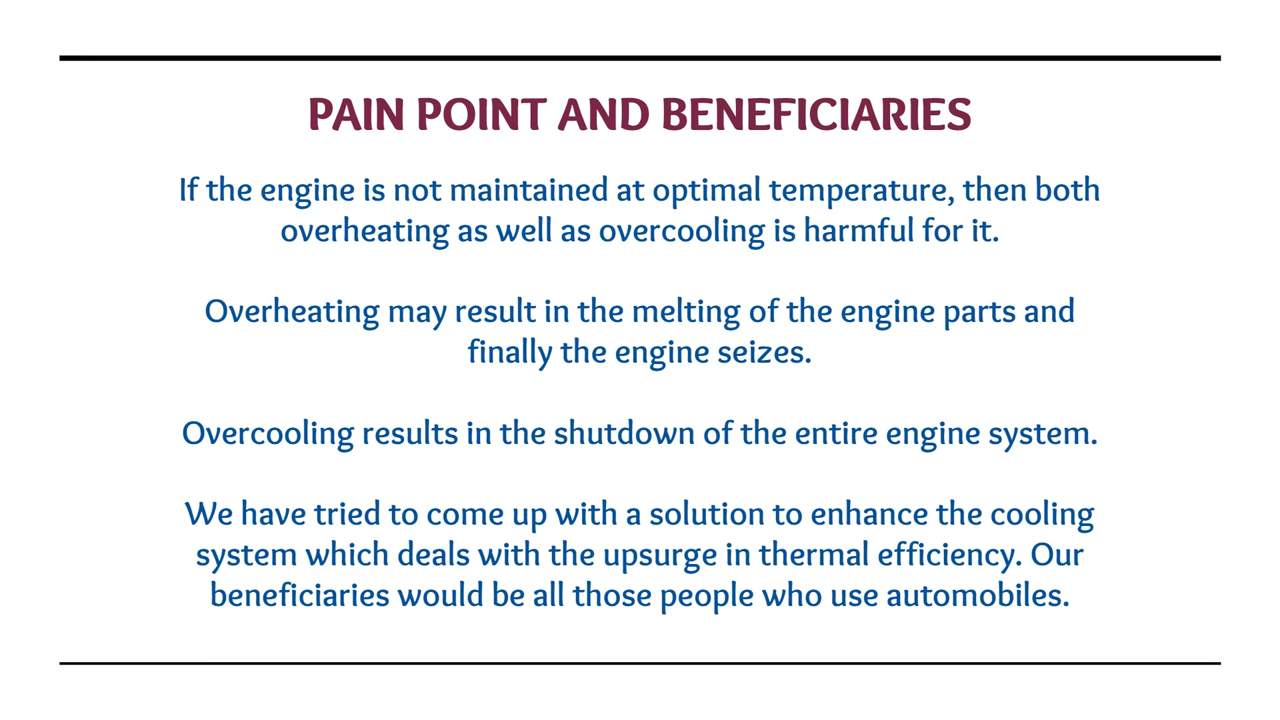 PAIN POINT AND BENEFICIARIES
If the engine is not maintained at optimal temperature, then both
overheating as well as overcooling is harmful for it.
Overheating may result in the melting of the engine parts and
finally the engine seizes.
Overcooling results in the shutdown of the entire engine system.
We have tried to come up with a solution to enhance the cooling
system which deals with the upsurge in thermal efficiency. Our
beneficiaries would be all those people who use automobiles.